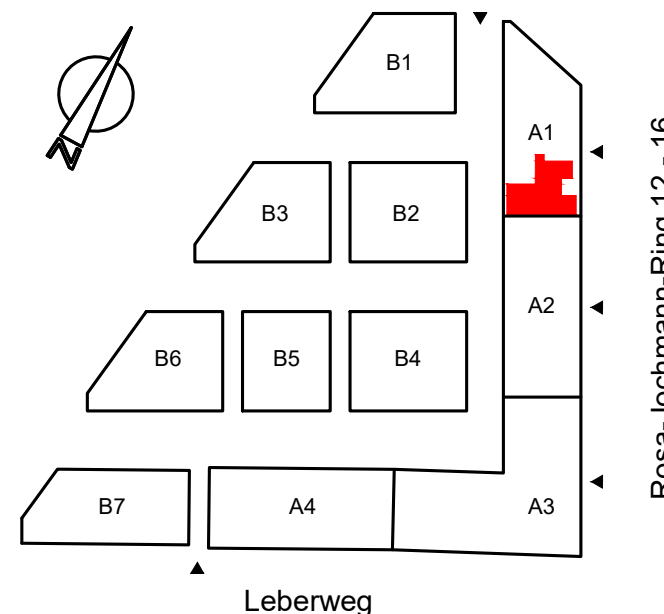 B1
A1
B3
B2
A2
B6
B5
B4
B7
A4
A3
N
Rosa-Jochmann-Ring 12 - 16
Leberweg